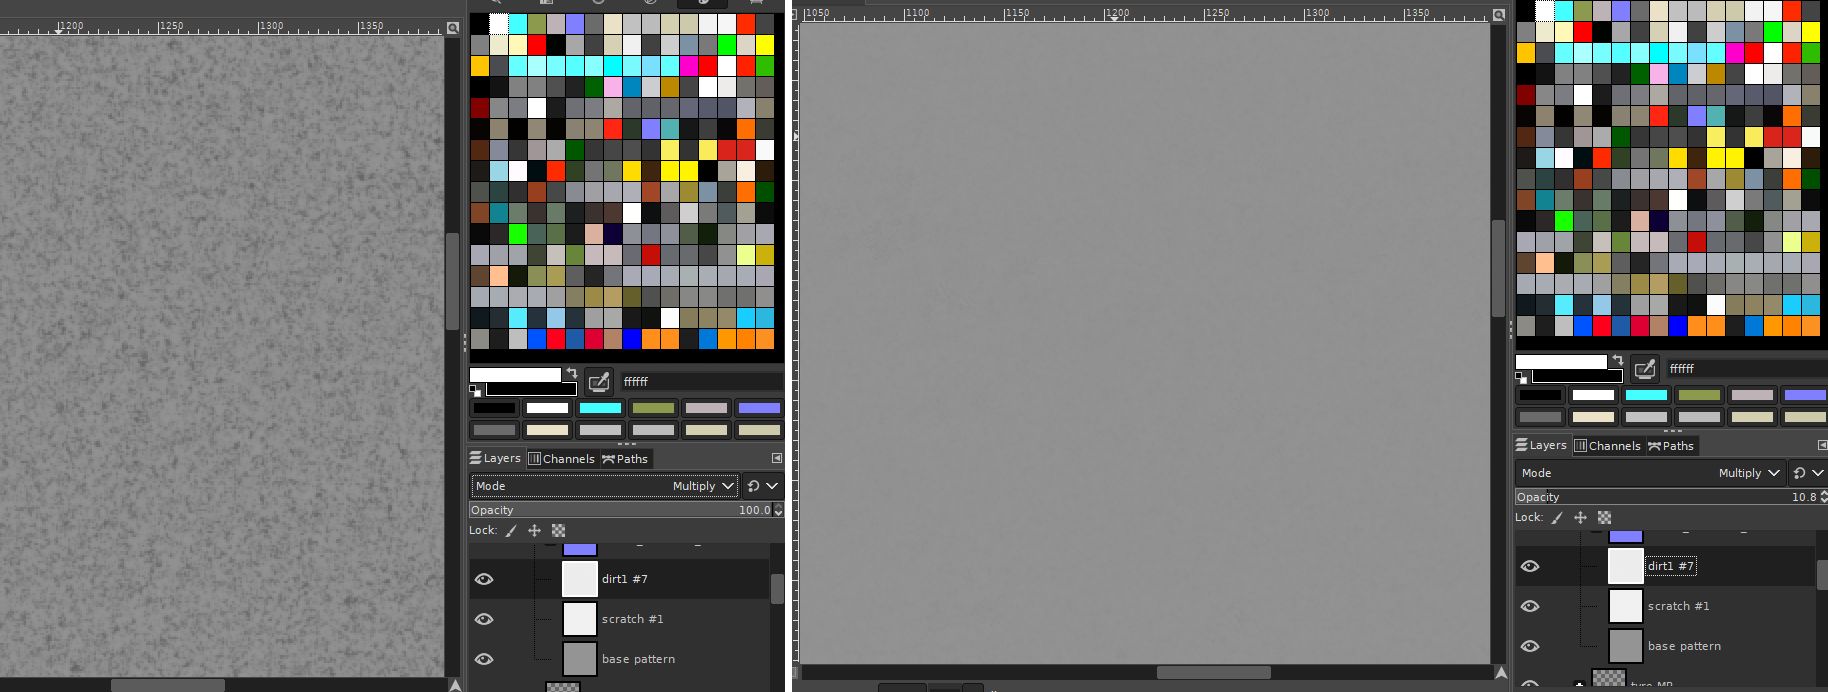 1200 1250 1300 1350
ffffff
Layers Channels Paths
Mode Multiply
Opacity 100.0
Lock:
dirt1 #7
scratch #1
base pattern
1050 1100 1150 1200 1250 1300 1350
ffffff
Layers Channels Paths
Mode Multiply
Opacity 10.8
Lock:
dirt1 #7
scratch #1
base pattern